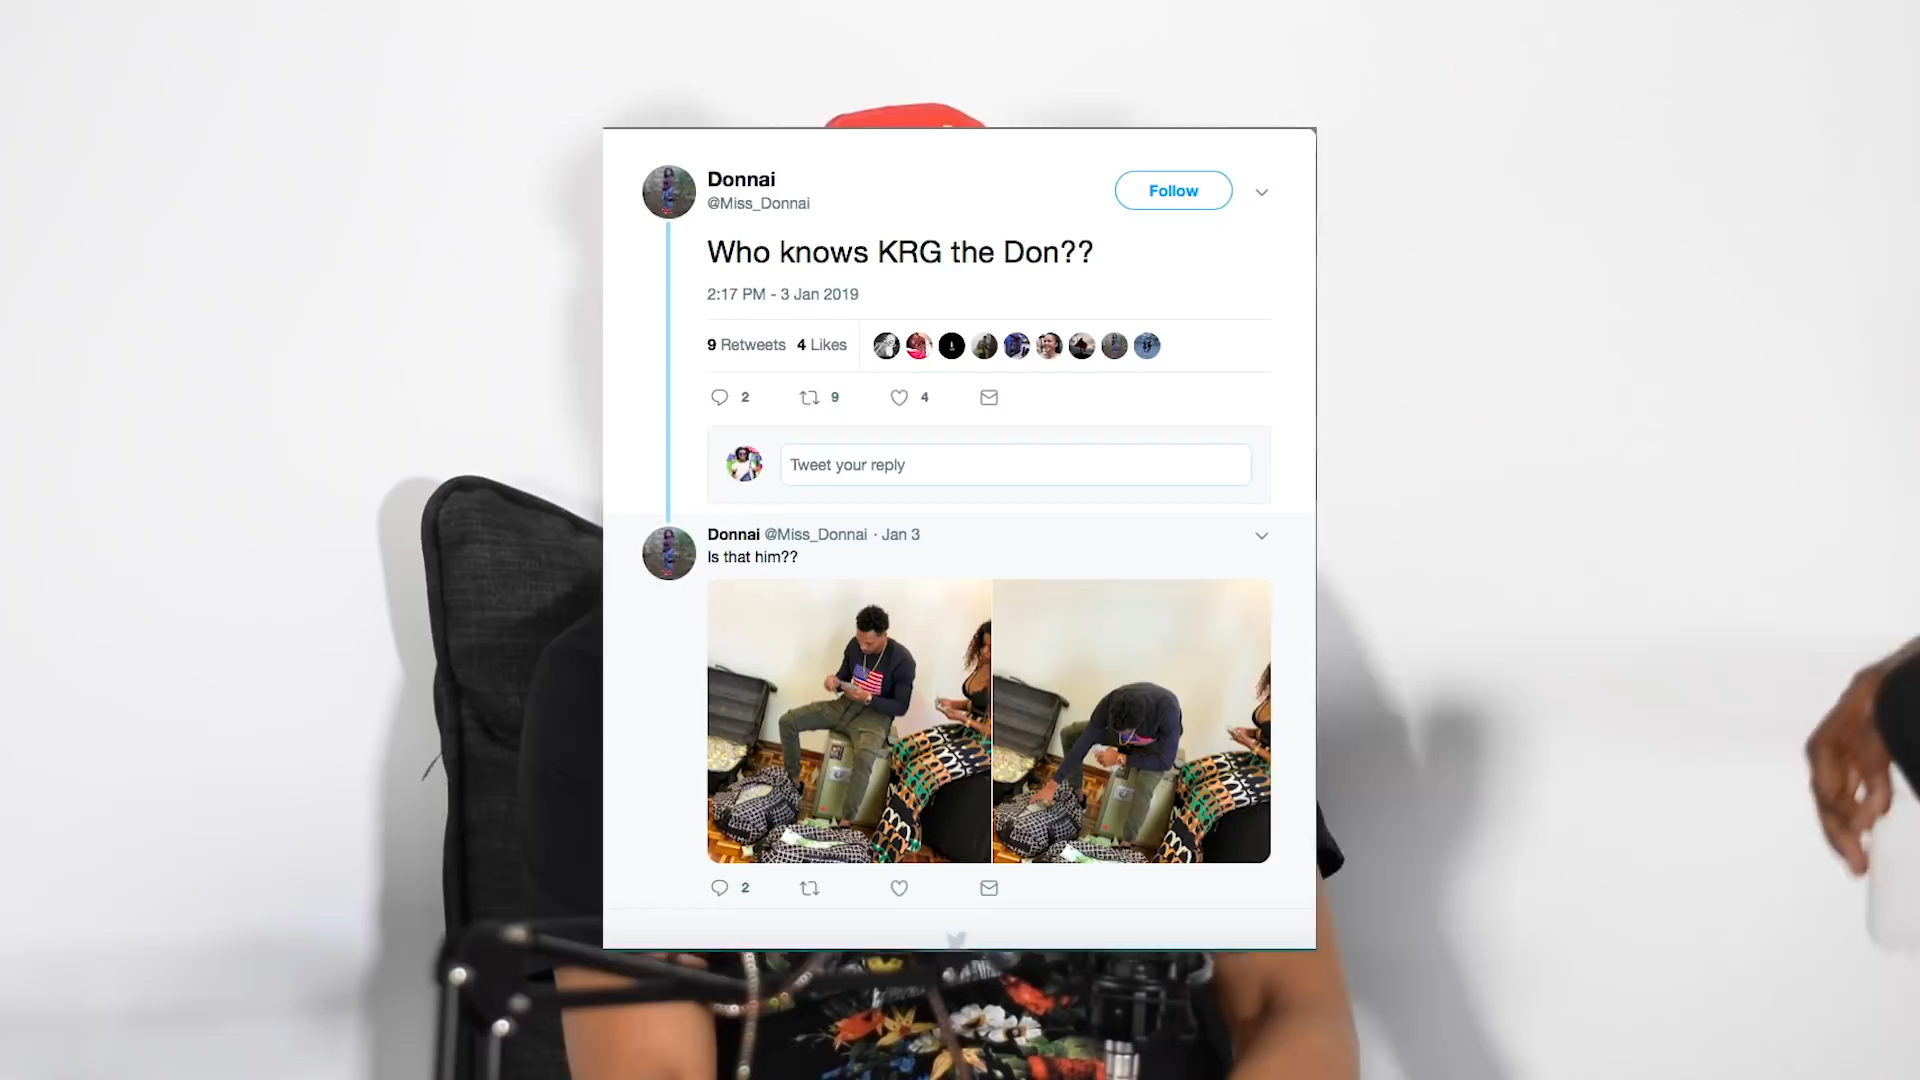 Donnai
@Miss_Donnai
Follow
Who knows KRG the Don??
2:17 PM - 3 Jan 2019
9 Retweets 4 Likes
2 9 4
Tweet your reply
Donnai @Miss_Donnai · Jan 3
Is that him??
2